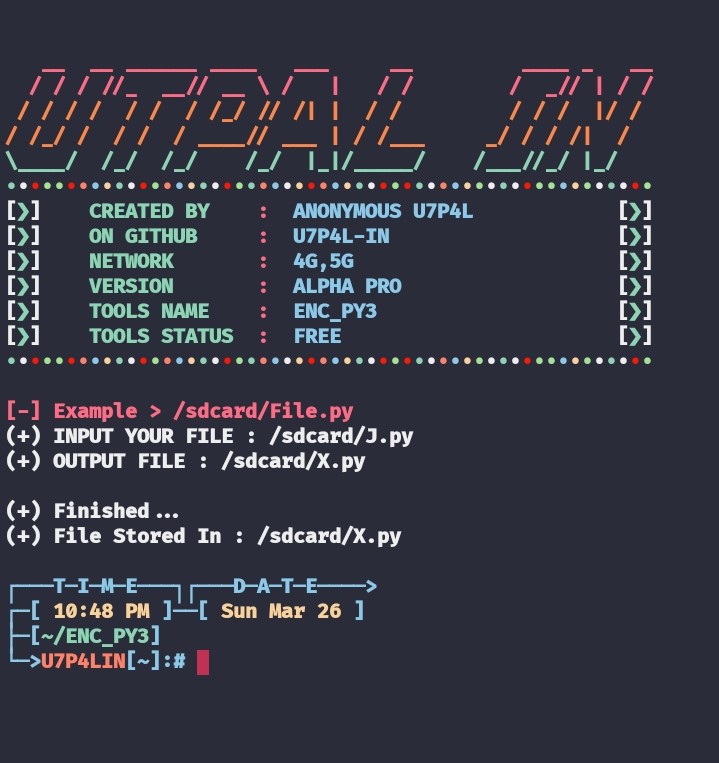 UTPAL IN
[❯] CREATED BY : ANONYMOUS U7P4L [❯]
[❯] ON GITHUB : U7P4L-IN [❯]
[❯] NETWORK : 4G,5G [❯]
[❯] VERSION : ALPHA PRO [❯]
[❯] TOOLS NAME : ENC_PY3 [❯]
[❯] TOOLS STATUS : FREE [❯]
[-] Example > /sdcard/File.py
(+) INPUT YOUR FILE : /sdcard/J.py
(+) OUTPUT FILE : /sdcard/X.py
(+) Finished...
(+) File Stored In : /sdcard/X.py
┌───T─I─M─E───┐┌───D─A─T─E───>
┌─[ 10:48 PM ]──[ Sun Mar 26 ]
├─[~/ENC_PY3]
└─>U7P4LIN[~]:#